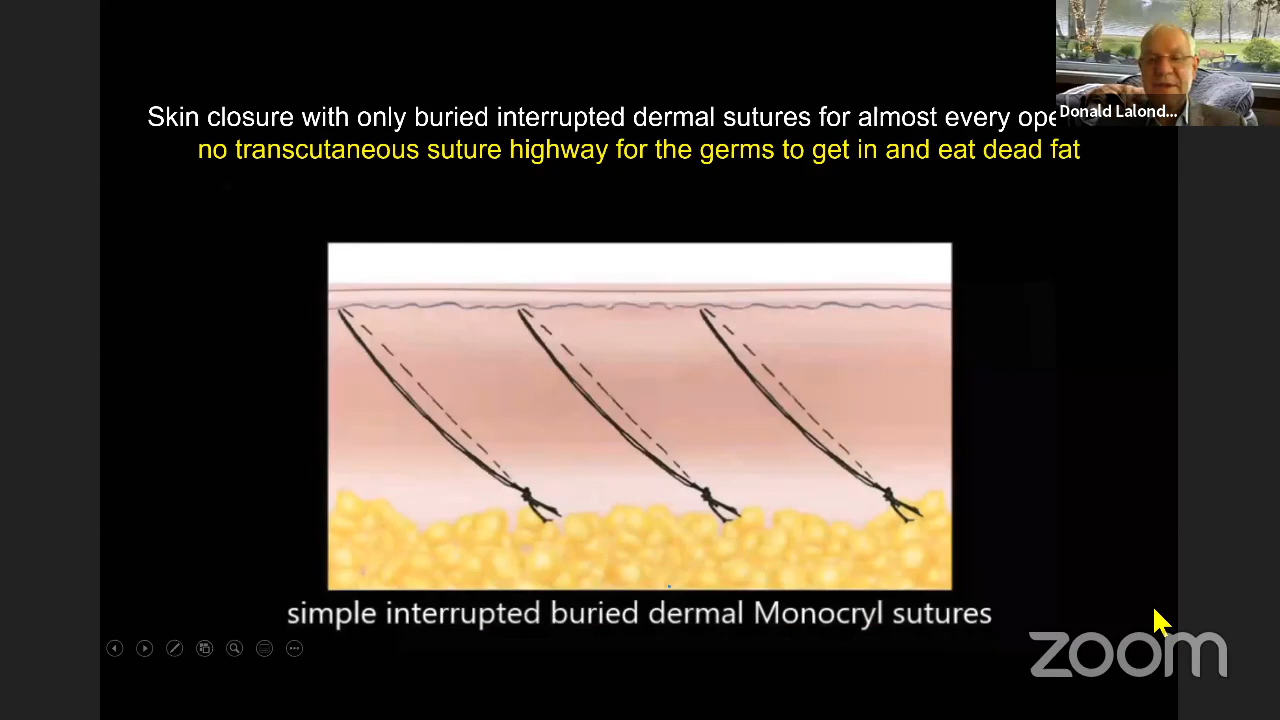 Skin closure with only buried interrupted dermal sutures for almost every ope
Donald Lalond...
no transcutaneous suture highway for the germs to get in and eat dead fat
simple interrupted buried dermal Monocryl sutures
zoom